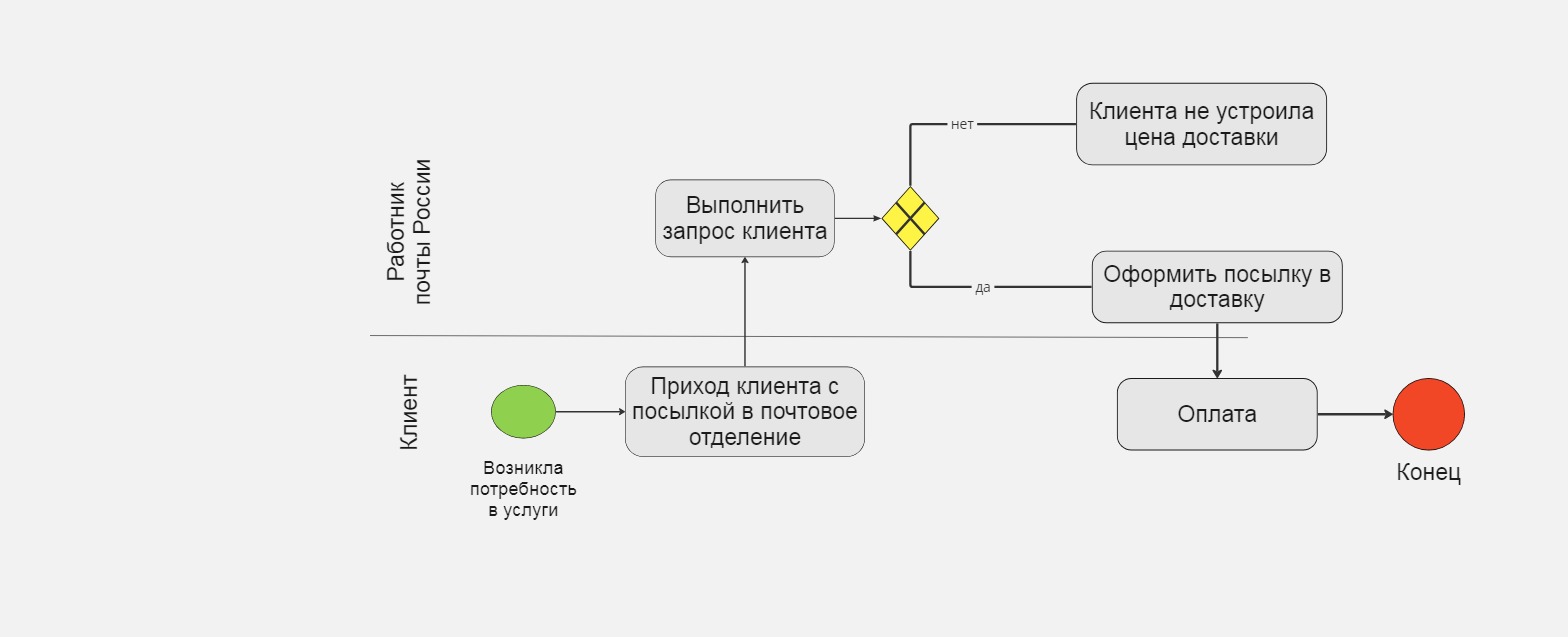 Клиента не устроила
цена доставки
нет
Работник
почты России
Выполнить
запрос клиента
Оформить посылку в
доставку
да
Клиент
Приход клиента с
посылкой в почтовое
отделение
Оплата
Возникла
потребность
в услуги
Конец